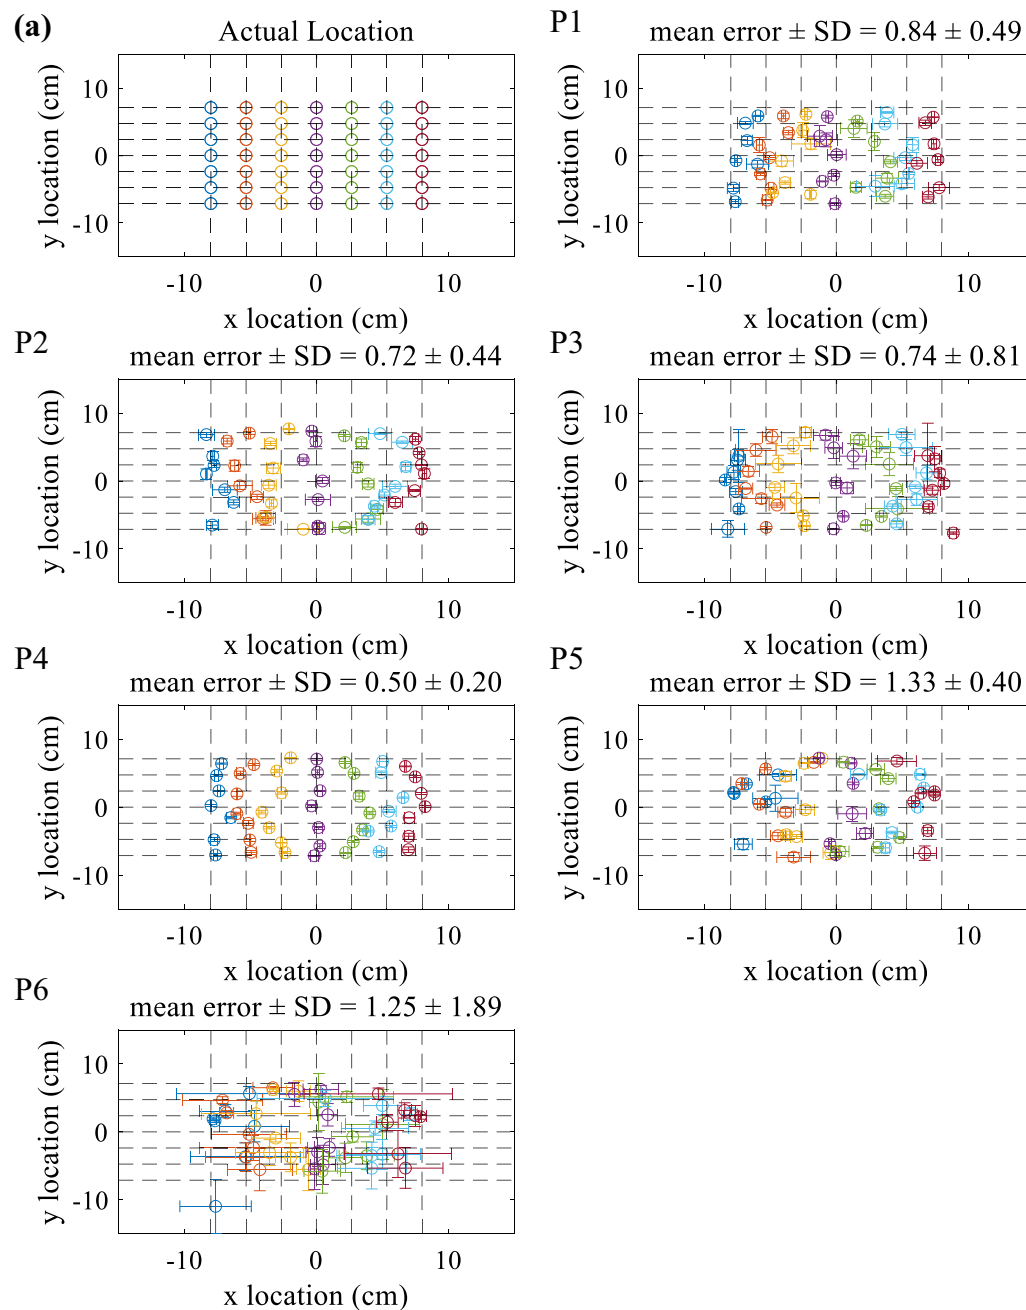 (a)
Actual Location
10
0
-10
-10 0 10
x location (cm)
y location (cm)
P1
mean error ± SD = 0.84 ± 0.49
10
0
-10
-10 0 10
x location (cm)
y location (cm)
P2
mean error ± SD = 0.72 ± 0.44
10
0
-10
-10 0 10
x location (cm)
y location (cm)
P3
mean error ± SD = 0.74 ± 0.81
10
0
-10
-10 0 10
x location (cm)
y location (cm)
P4
mean error ± SD = 0.50 ± 0.20
10
0
-10
-10 0 10
x location (cm)
y location (cm)
P5
mean error ± SD = 1.33 ± 0.40
10
0
-10
-10 0 10
x location (cm)
y location (cm)
P6
mean error ± SD = 1.25 ± 1.89
10
0
-10
-10 0 10
x location (cm)
y location (cm)